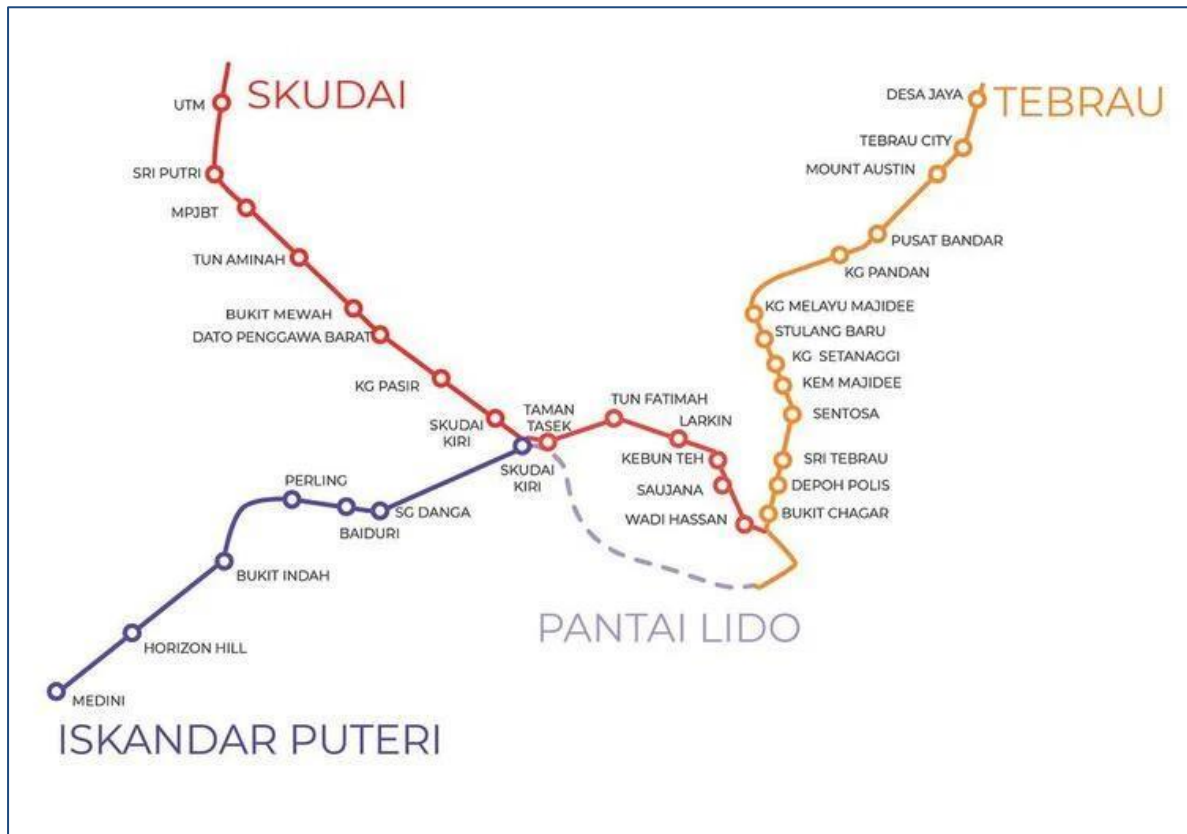 SKUDAI
UTM
SRI PUTRI
MPJBT
TUN AMINAH
BUKIT MEWAH
DATO PENGGAWA BARAT
KG PASIR
SKUDAI
KIRI
TAMAN
TASEK
TUN FATIMAH
LARKIN
KEBUN TEH
SAUJANA
WADI HASSAN
TEBRAU
DESA JAYA
TEBRAU CITY
MOUNT AUSTIN
PUSAT BANDAR
KG PANDAN
KG MELAYU MAJIDEE
STULANG BARU
KG SETANAGGI
KEM MAJIDEE
SENTOSA
SRI TEBRAU
DEPOH POLIS
BUKIT CHAGAR
SKUDAI
KIRI
SG DANGA
BAIDURI
PERLING
BUKIT INDAH
HORIZON HILL
MEDINI
ISKANDAR PUTERI
PANTAI LIDO